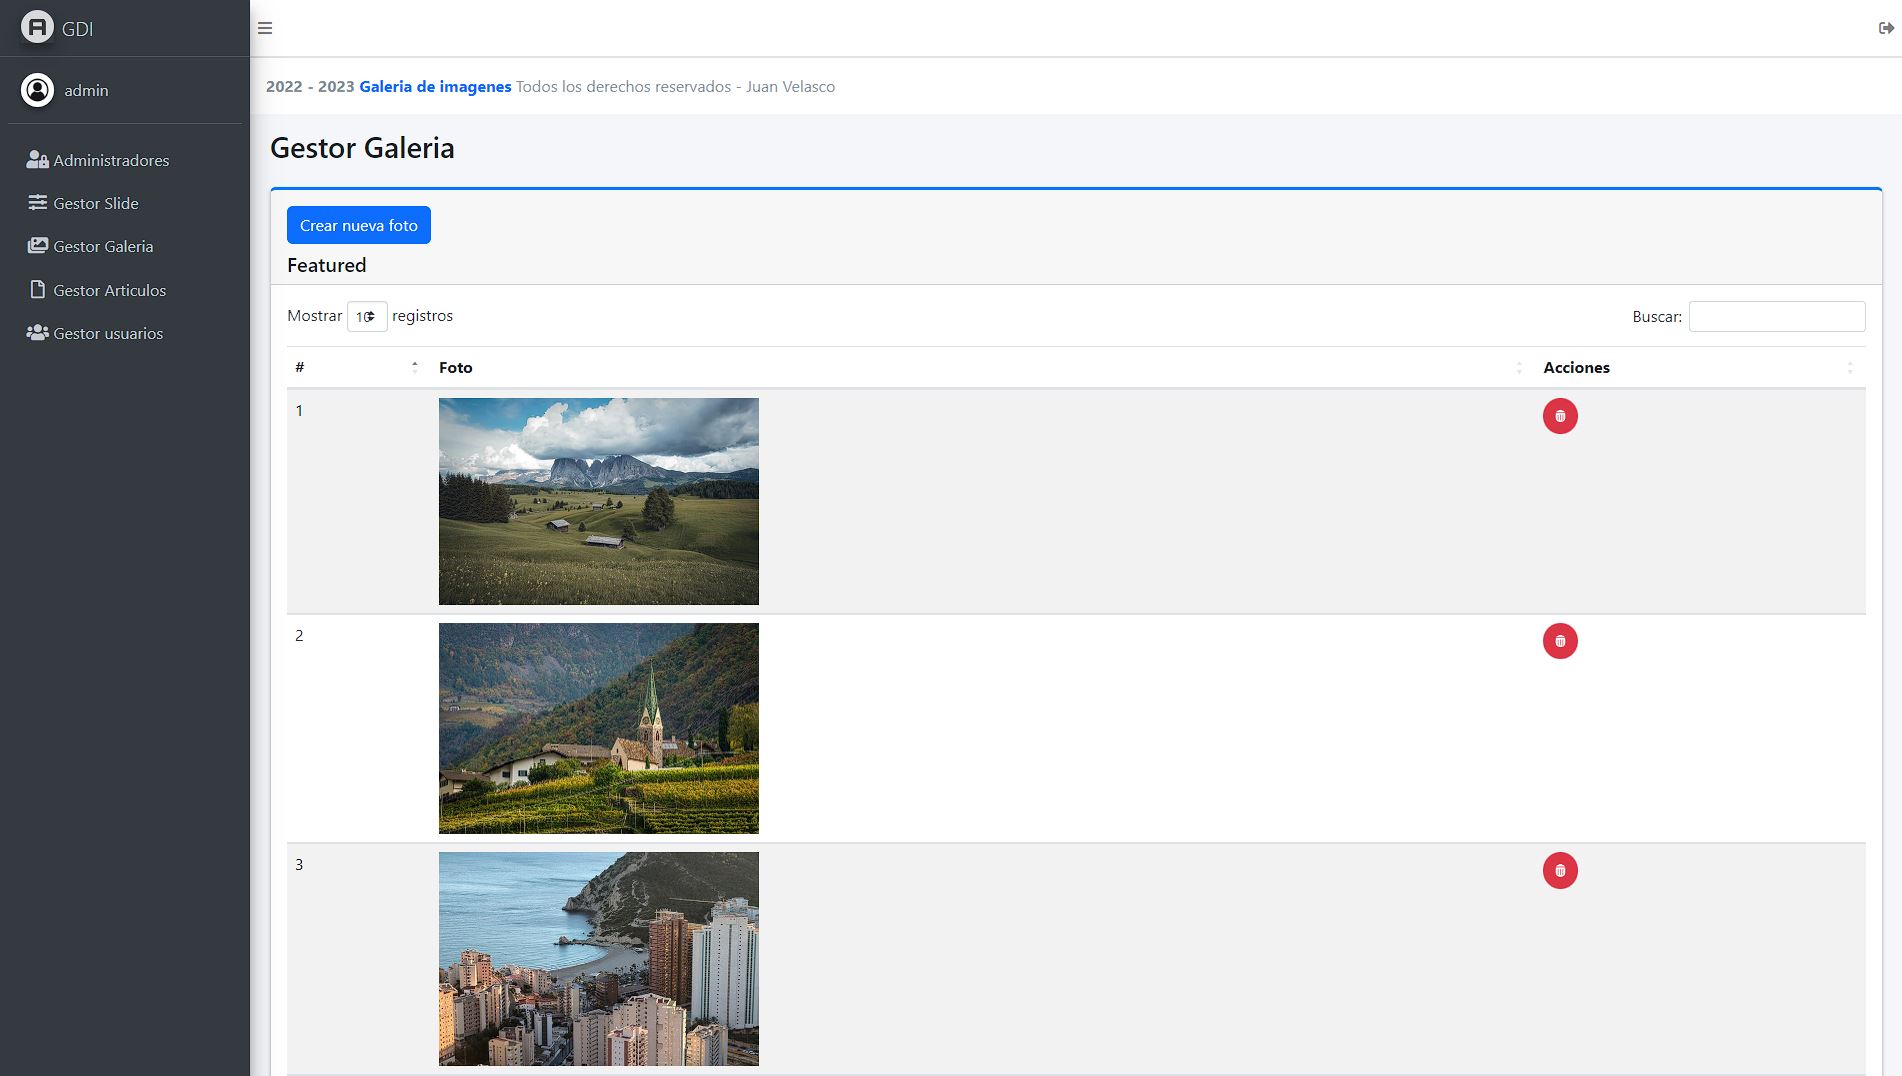 GDI
admin
Administradores
Gestor Slide
Gestor Galeria
Gestor Articulos
Gestor usuarios
2022 - 2023 Galeria de imagenes Todos los derechos reservados - Juan Velasco
Gestor Galeria
Crear nueva foto
Featured
Mostrar 10 registros
Buscar:
# Foto Acciones
1
2
3